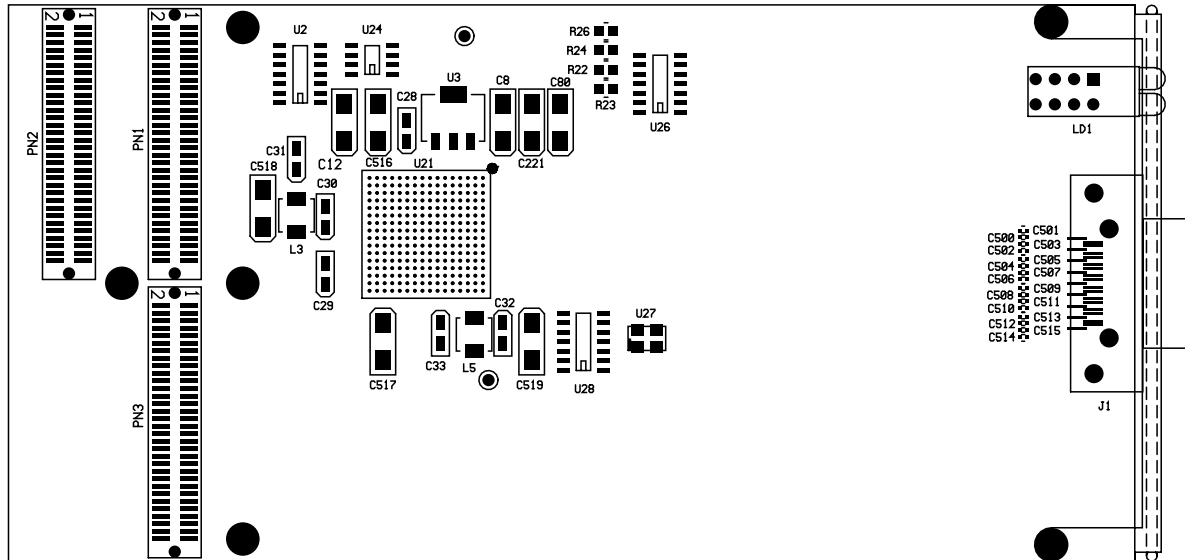 2 1
2 1
U2
U24
R26
R24
R22
R23
U3
C8
C80
C28
U26
LD1
PN2
PN1
C31
C518
C12
C516
U21
C221
C30
L3
C29
C501
C500
C503
C502
C505
C504
C507
C506
C509
C508
C511
C510
C513
C512
C515
C514
2 1
C32
U27
C33
L5
C517
C519
U28
J1
PN3